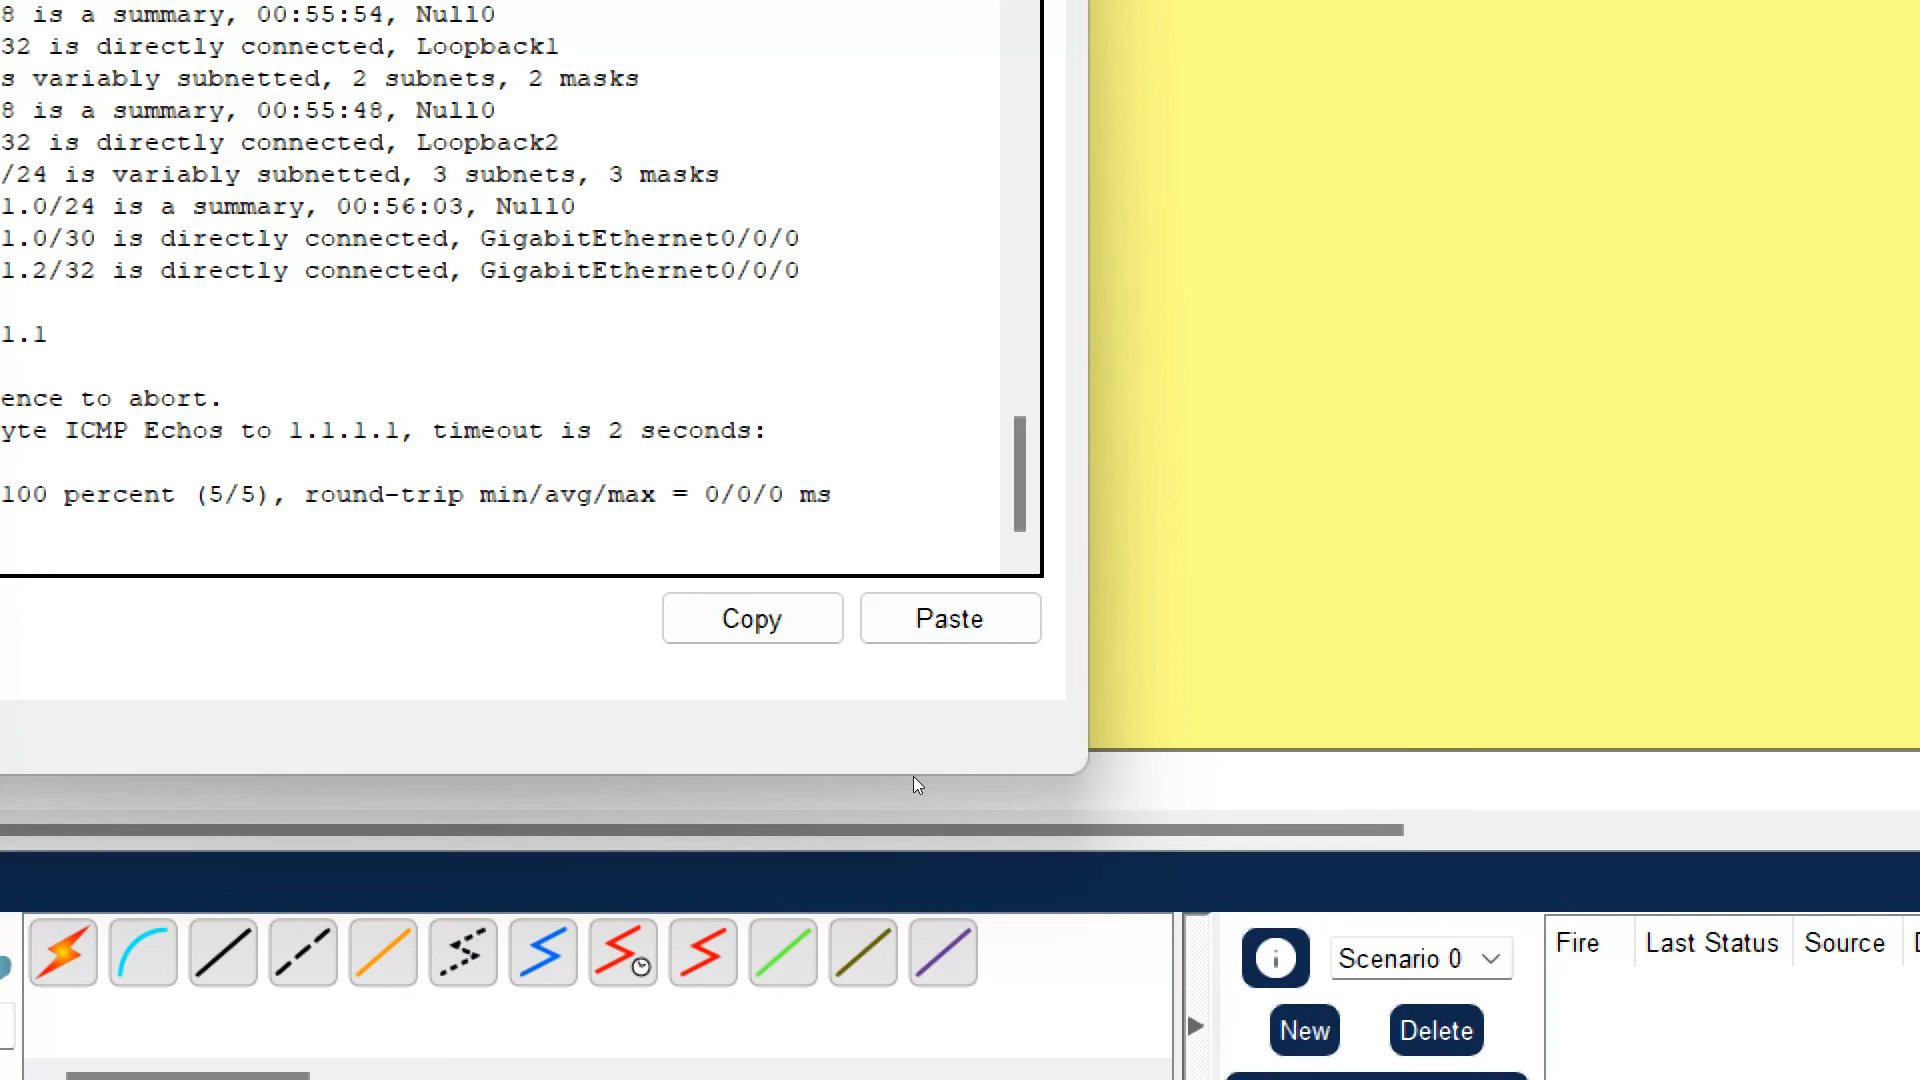 8 is a summary, 00:55:54, Null0
32 is directly connected, Loopback1
s variably subnetted, 2 subnets, 2 masks
8 is a summary, 00:55:48, Null0
32 is directly connected, Loopback2
/24 is variably subnetted, 3 subnets, 3 masks
1.0/24 is a summary, 00:56:03, Null0
1.0/30 is directly connected, GigabitEthernet0/0/0
1.2/32 is directly connected, GigabitEthernet0/0/0
1.1
ence to abort.
yte ICMP Echos to 1.1.1.1, timeout is 2 seconds:
100 percent (5/5), round-trip min/avg/max = 0/0/0 ms
Copy Paste
Scenario 0
New Delete
Fire Last Status Source